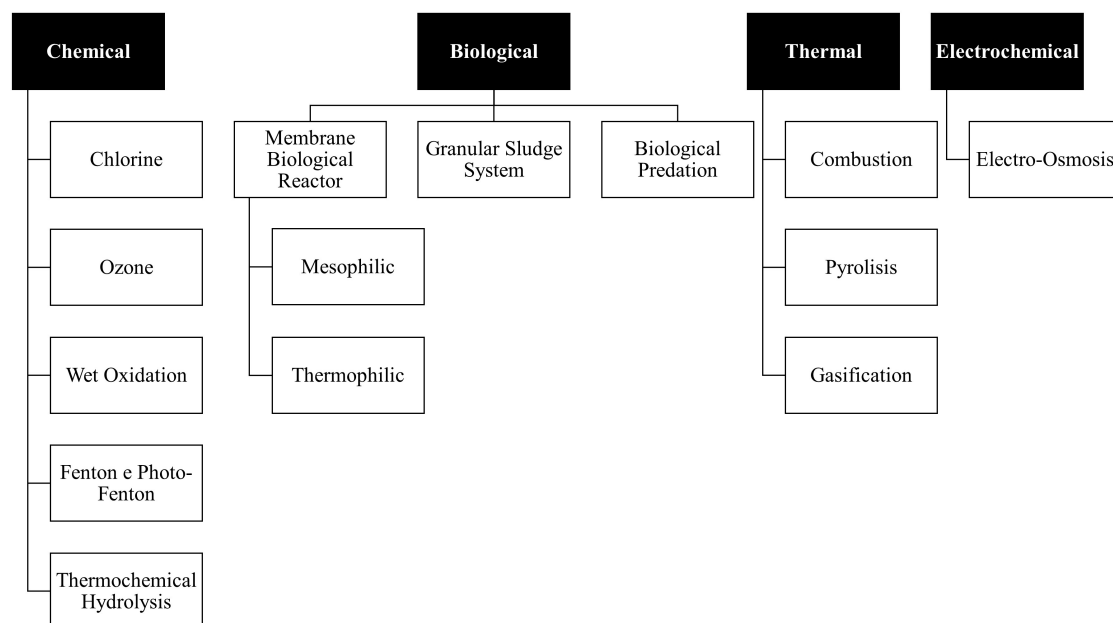 Chemical
Chlorine
Ozone
Wet Oxidation
Fenton e Photo-
Fenton
Thermochemical
Hydrolysis
Biological
Membrane
Biological
Reactor
Mesophilic
Thermophilic
Granular Sludge
System
Biological
Predation
Thermal
Combustion
Pyrolisis
Gasification
Electrochemical
Electro-Osmosis